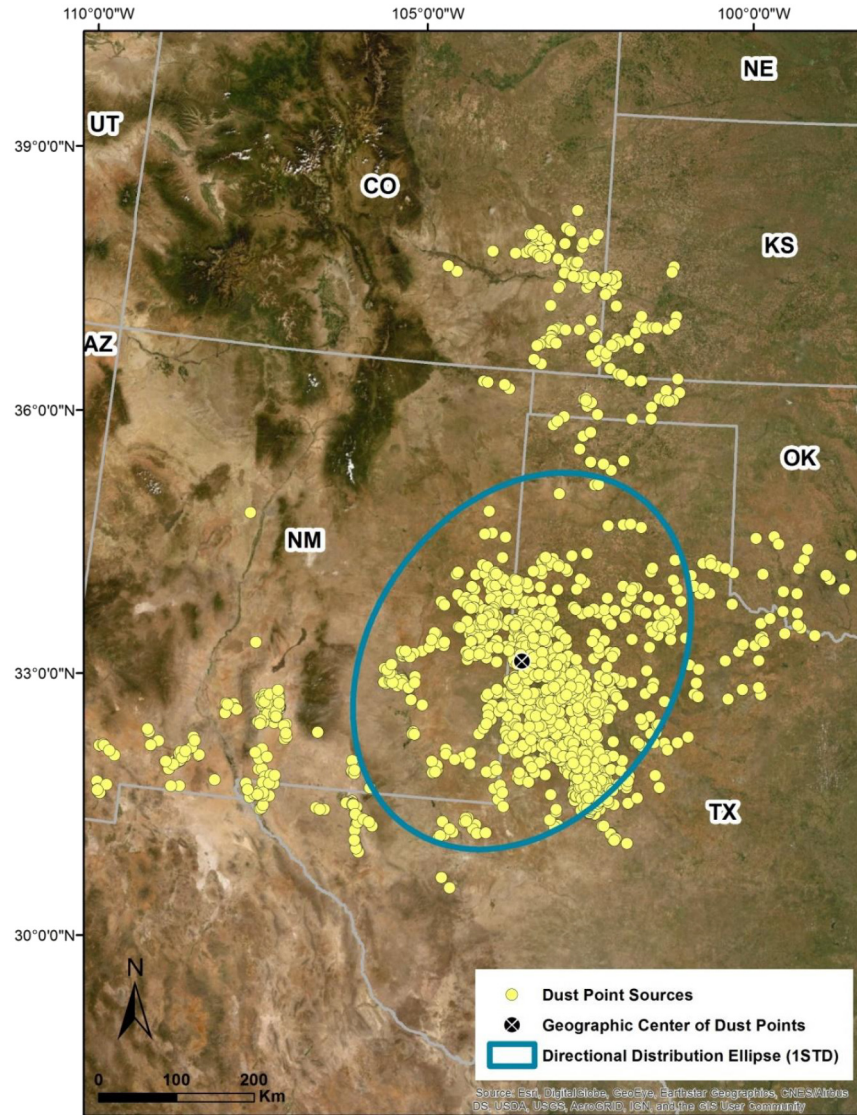 110°0'0"W 105°0'0"W 100°0'0"W
NE
UT
39°0'0"N
CO
KS
AZ
36°0'0"N
OK
NM
33°0'0"N
TX
30°0'0"N
N
Dust Point Sources
Geographic Center of Dust Points
Directional Distribution Ellipse (1STD)
0 100 200
Km
Source: Esri, DigitalGlobe, GeoEye, Earthstar Geographics, CNES/Airbus
DS, USDA, USGS, AeroGRID, IGN, and the GIS User Community